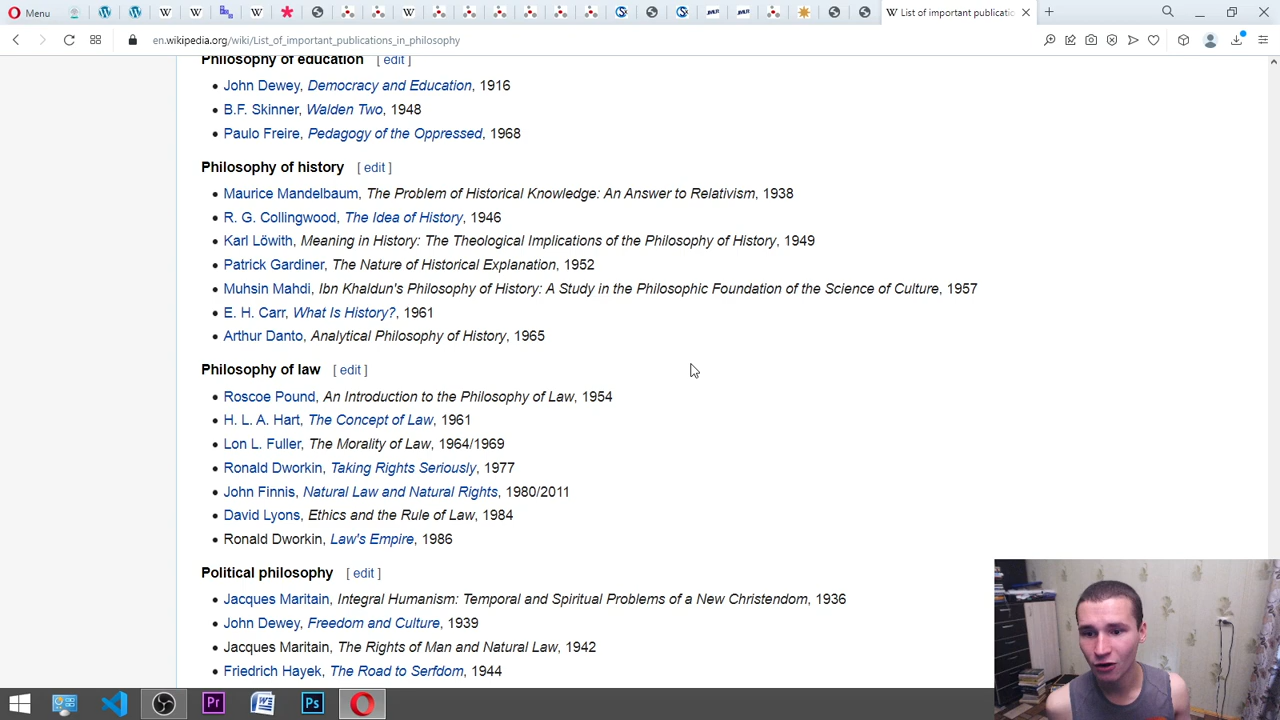 Menu
List of important publicatio
en.wikipedia.org/wiki/List_of_important_publications_in_philosophy
Philosophy of education [ edit ]
• John Dewey, Democracy and Education, 1916
• B.F. Skinner, Walden Two, 1948
• Paulo Freire, Pedagogy of the Oppressed, 1968
Philosophy of history [ edit ]
• Maurice Mandelbaum, The Problem of Historical Knowledge: An Answer to Relativism, 1938
• R. G. Collingwood, The Idea of History, 1946
• Karl Löwith, Meaning in History: The Theological Implications of the Philosophy of History, 1949
• Patrick Gardiner, The Nature of Historical Explanation, 1952
• Muhsin Mahdi, Ibn Khaldun's Philosophy of History: A Study in the Philosophic Foundation of the Science of Culture, 1957
• E. H. Carr, What Is History?, 1961
• Arthur Danto, Analytical Philosophy of History, 1965
Philosophy of law [ edit ]
• Roscoe Pound, An Introduction to the Philosophy of Law, 1954
• H. L. A. Hart, The Concept of Law, 1961
• Lon L. Fuller, The Morality of Law, 1964/1969
• Ronald Dworkin, Taking Rights Seriously, 1977
• John Finnis, Natural Law and Natural Rights, 1980/2011
• David Lyons, Ethics and the Rule of Law, 1984
• Ronald Dworkin, Law's Empire, 1986
Political philosophy [ edit ]
• Jacques Maritain, Integral Humanism: Temporal and Spiritual Problems of a New Christendom, 1936
• John Dewey, Freedom and Culture, 1939
• Jacques Maritain, The Rights of Man and Natural Law, 1942
• Friedrich Hayek, The Road to Serfdom, 1944
Pr
Ps